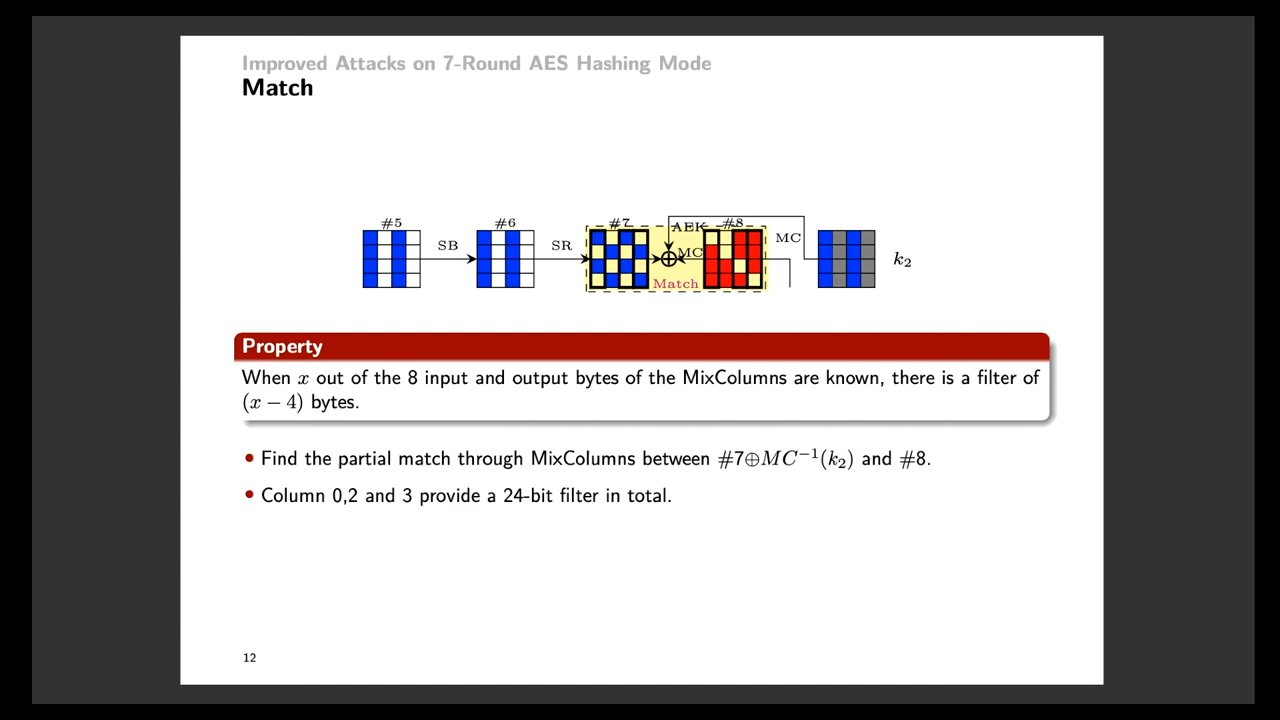 Improved Attacks on 7-Round AES Hashing Mode
Match
#5 #6 #7 #8
AEK
SB SR MC MC
k₂
Match
Property
When x out of the 8 input and output bytes of the MixColumns are known, there is a filter of
(x − 4) bytes.
• Find the partial match through MixColumns between #7⊕MC⁻¹(k₂) and #8.
• Column 0,2 and 3 provide a 24-bit filter in total.
12